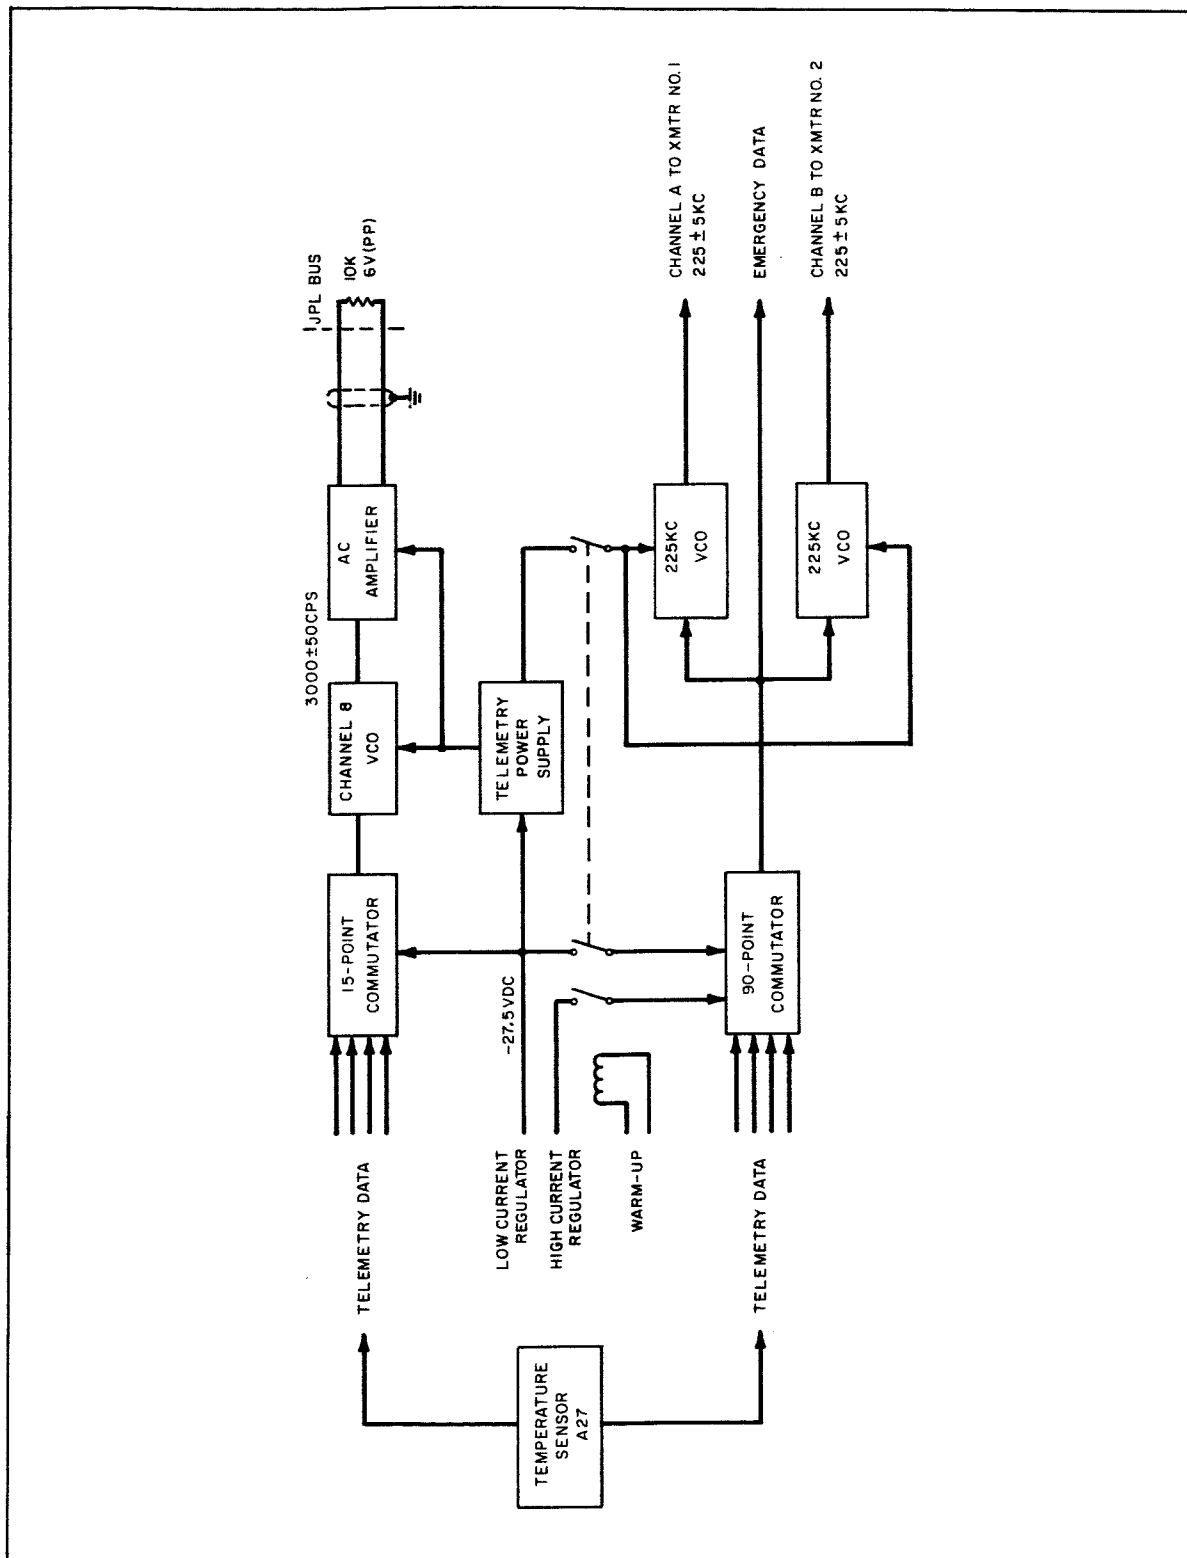 TEMPERATURE
SENSOR
A27
TELEMETRY DATA
15-POINT
COMMUTATOR
CHANNEL 8
VCO
3000±50CPS
AC
AMPLIFIER
JPL BUS
10K
6V(PP)
LOW CURRENT
REGULATOR
-27.5VDC
TELEMETRY
POWER
SUPPLY
HIGH CURRENT
REGULATOR
WARM-UP
TELEMETRY DATA
90-POINT
COMMUTATOR
225KC
VCO
CHANNEL A TO XMTR NO.1
225±5KC
EMERGENCY DATA
225KC
VCO
CHANNEL B TO XMTR NO. 2
225±5KC